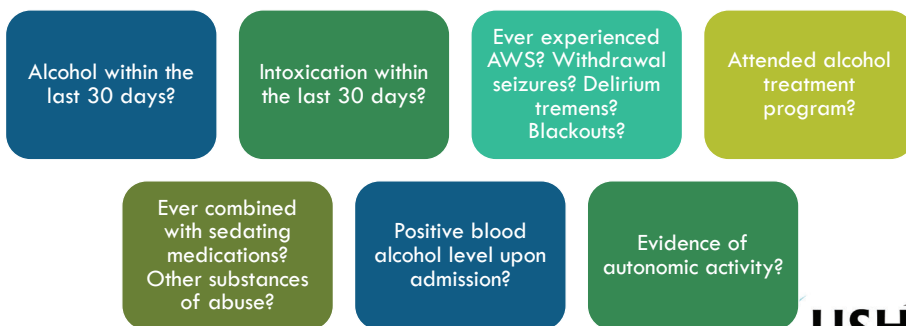 Alcohol within the
last 30 days?
Intoxication within
the last 30 days?
Ever experienced
AWS? Withdrawal
seizures? Delirium
tremens?
Blackouts?
Attended alcohol
treatment
program?
Ever combined
with sedating
medications?
Other substances
of abuse?
Positive blood
alcohol level upon
admission?
Evidence of
autonomic activity?